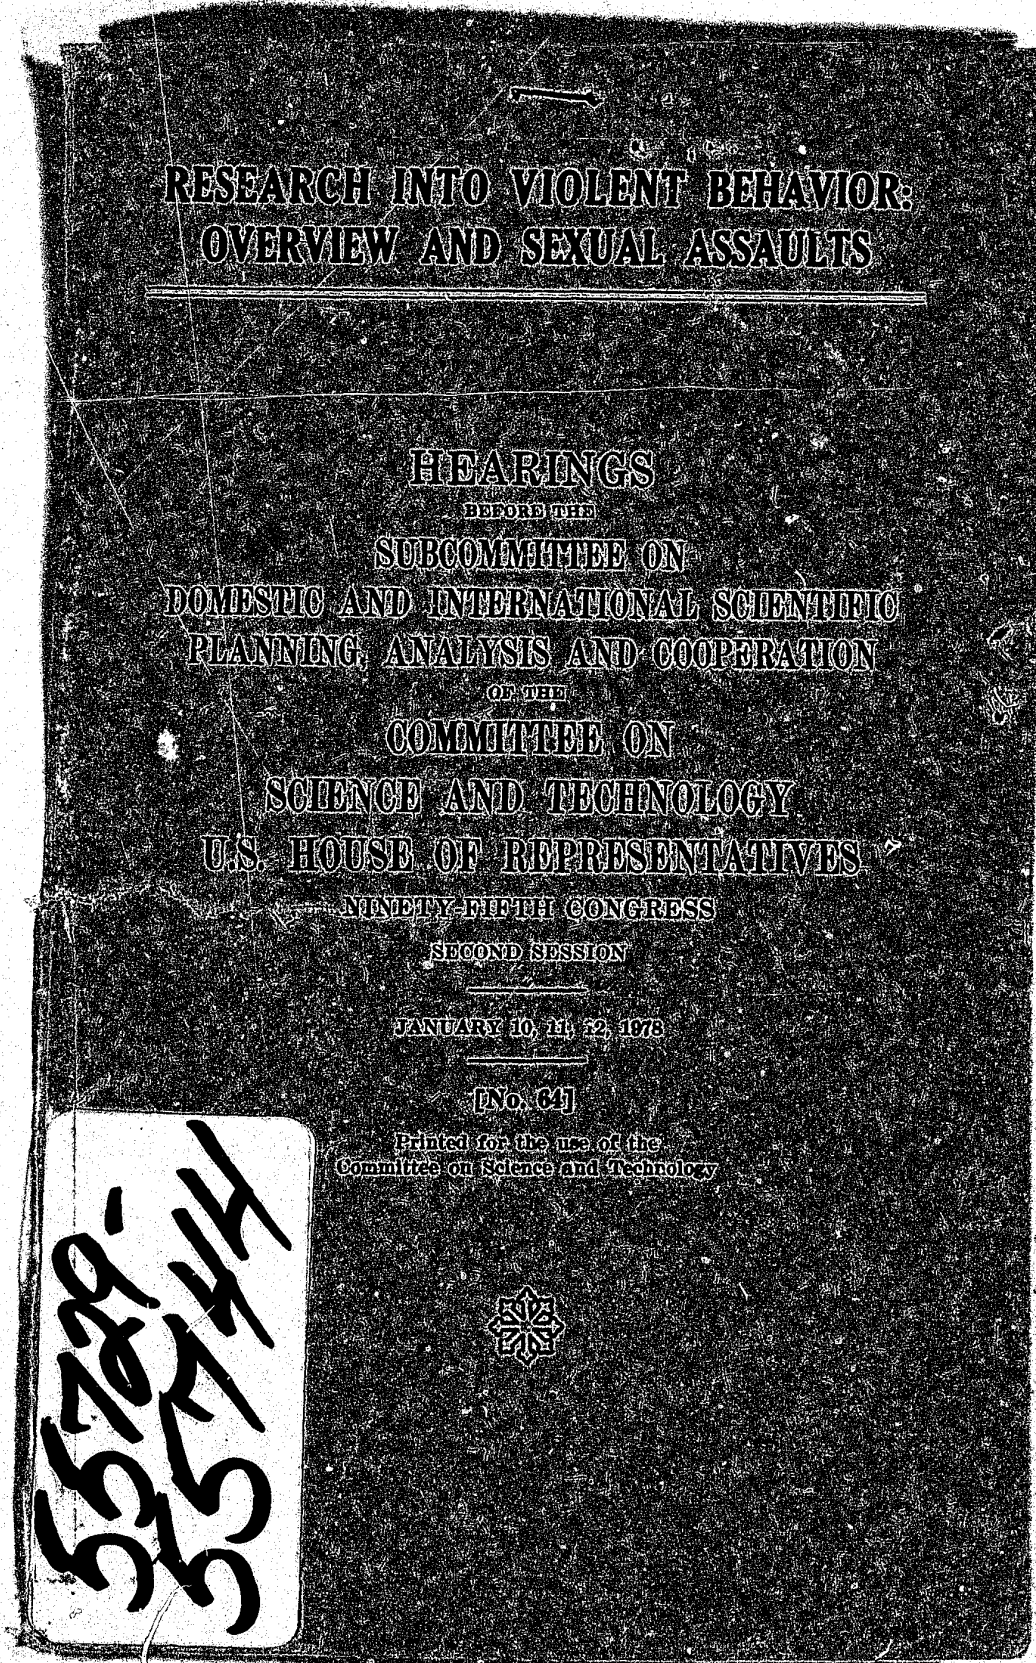 RESEARCH INTO VIOLENT BEHAVIOR:
OVERVIEW AND SEXUAL ASSAULTS
HEARINGS
BEFORE THE
SUBCOMMITTEE ON
DOMESTIC AND INTERNATIONAL SCIENTIFIC
PLANNING, ANALYSIS AND COOPERATION
OF THE
COMMITTEE ON
SCIENCE AND TECHNOLOGY
U.S. HOUSE OF REPRESENTATIVES
NINETY-FIFTH CONGRESS
SECOND SESSION
JANUARY 10, 11, 12, 1978
[No. 64]
Printed for the use of the
Committee on Science and Technology
55729-
55744